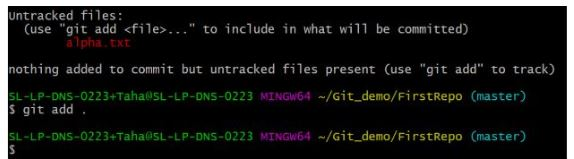 Untracked files:
(use "git add <file>..." to include in what will be committed)
alpha.txt
nothing added to commit but untracked files present (use "git add" to track)
SL-LP-DNS-0223+Taha@SL-LP-DNS-0223 MINGW64 ~/Git_demo/FirstRepo (master)
$ git add .
SL-LP-DNS-0223+Taha@SL-LP-DNS-0223 MINGW64 ~/Git_demo/FirstRepo (master)
$